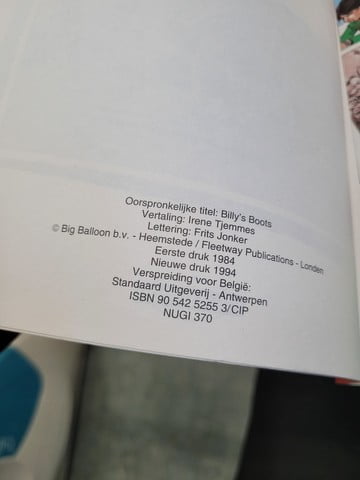 Oorspronkelijke titel: Billy's Boots
Vertaling: Irene Tjemmes
Lettering: Frits Jonker
© Big Balloon b.v. - Heemstede / Fleetway Publications - Londen
Eerste druk 1984
Nieuwe druk 1994
Verspreiding voor België:
Standaard Uitgeverij - Antwerpen
ISBN 90 542 5255 3/CIP
NUGI 370